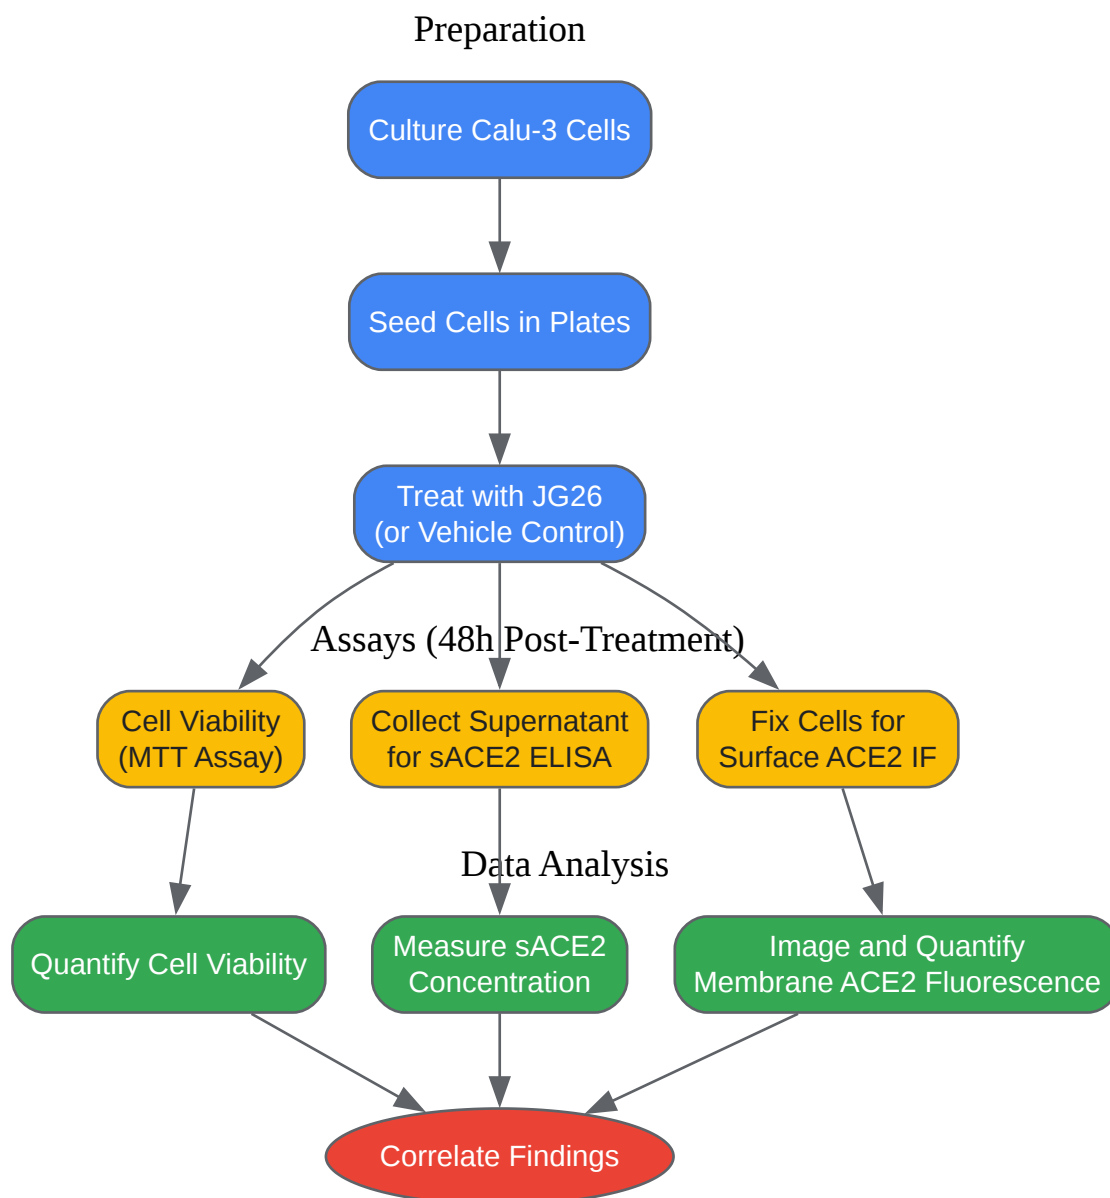 Preparation
Culture Calu-3 Cells
Seed Cells in Plates
Treat with JG26
(or Vehicle Control)
Assays (48h Post-Treatment)
Cell Viability
(MTT Assay)
Collect Supernatant
for sACE2 ELISA
Fix Cells for
Surface ACE2 IF
Data Analysis
Quantify Cell Viability
Measure sACE2
Concentration
Image and Quantify
Membrane ACE2 Fluorescence
Correlate Findings